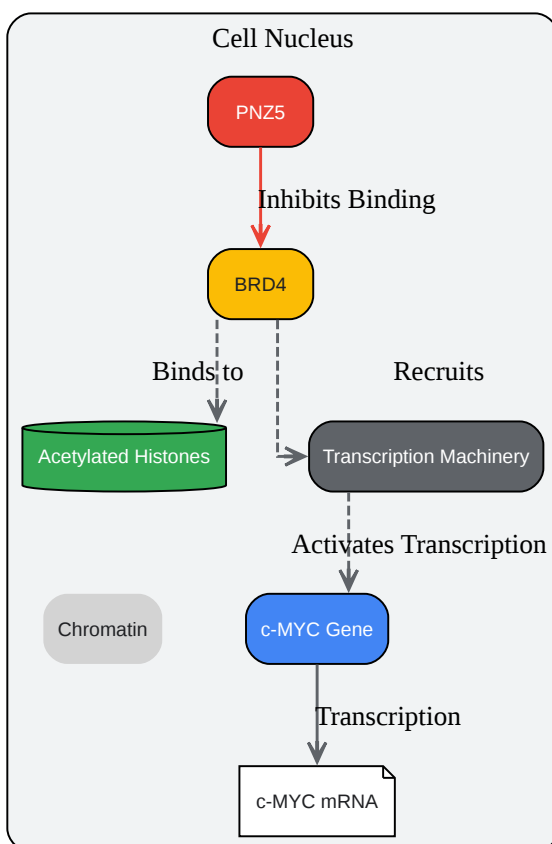 Cell Nucleus
PNZ5
Inhibits Binding
BRD4
Binds to
Recruits
Acetylated Histones
Transcription Machinery
Activates Transcription
Chromatin
c-MYC Gene
Transcription
c-MYC mRNA